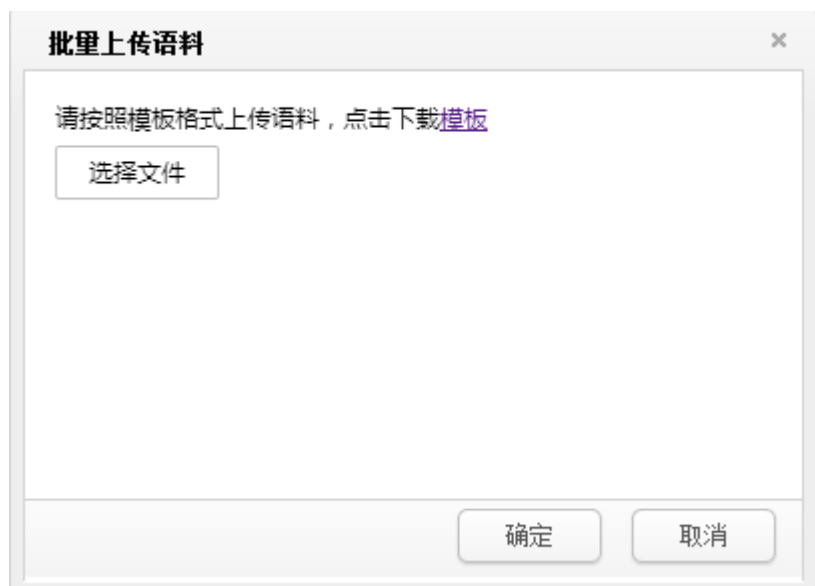 批量上传语料
请按照模板格式上传语料，点击下载模板
选择文件
确定
取消